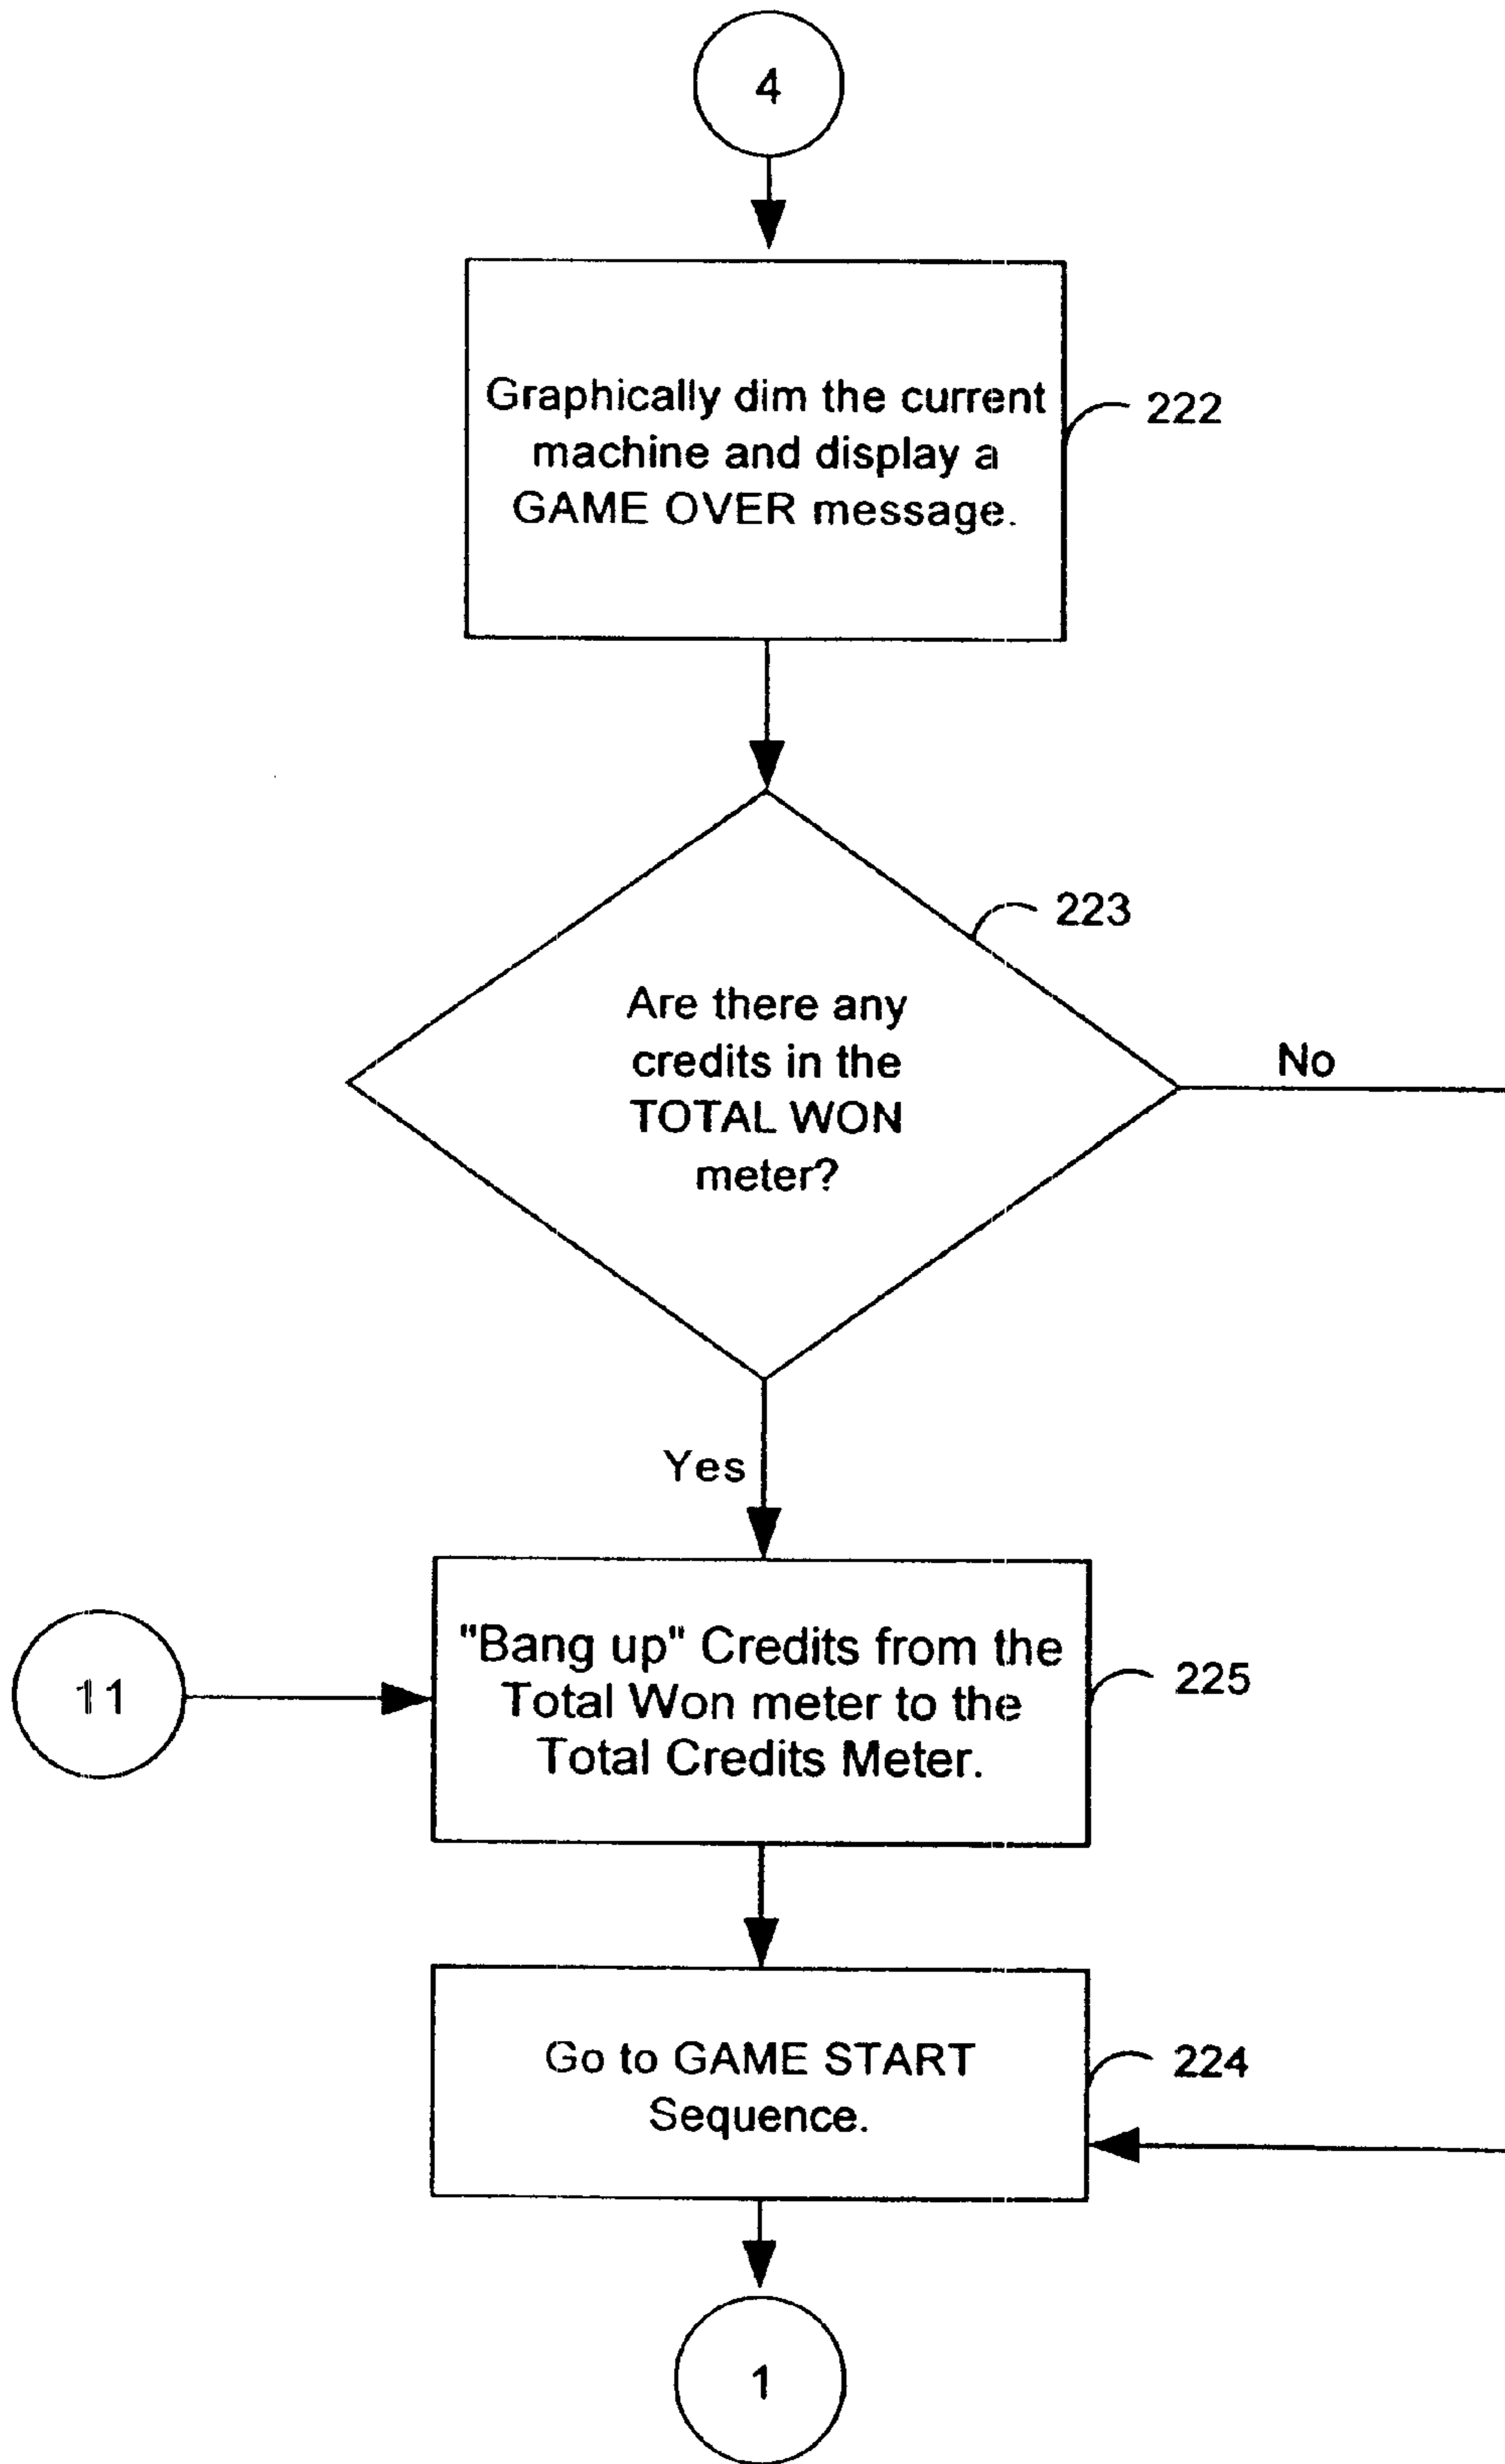 4
Graphically dim the current
machine and display a
GAME OVER message.
222
223
Are there any
credits in the
TOTAL WON
meter?
No
Yes
"Bang up" Credits from the
Total Won meter to the
Total Credits Meter.
225
11
Go to GAME START
Sequence.
224
1